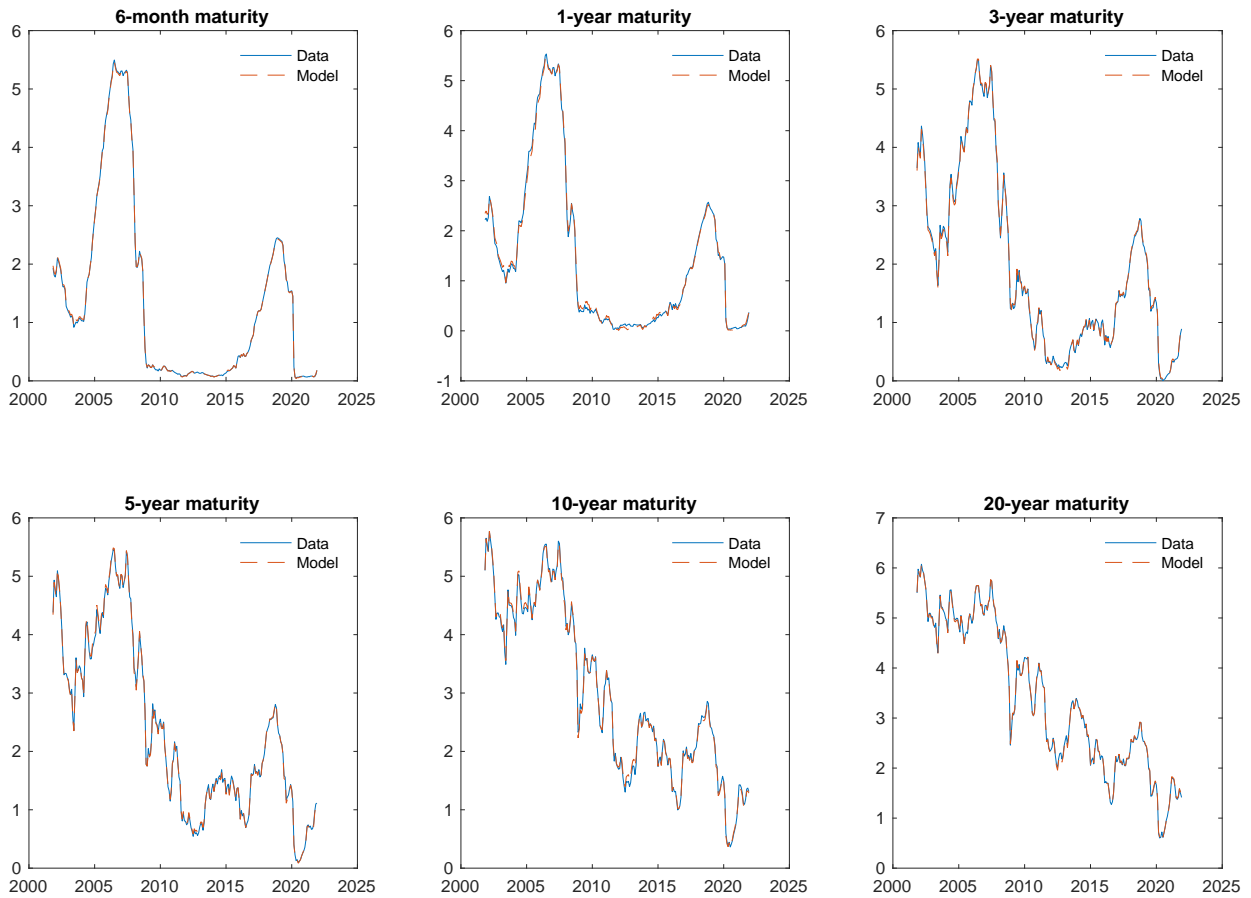 6-month maturity
6
5
4
3
2
1
0
2000 2005 2010 2015 2020 2025
Data
Model
1-year maturity
6
5
4
3
2
1
0
-1
2000 2005 2010 2015 2020 2025
Data
Model
3-year maturity
6
5
4
3
2
1
0
2000 2005 2010 2015 2020 2025
Data
Model
5-year maturity
6
5
4
3
2
1
0
2000 2005 2010 2015 2020 2025
Data
Model
10-year maturity
6
5
4
3
2
1
0
2000 2005 2010 2015 2020 2025
Data
Model
20-year maturity
7
6
5
4
3
2
1
0
2000 2005 2010 2015 2020 2025
Data
Model